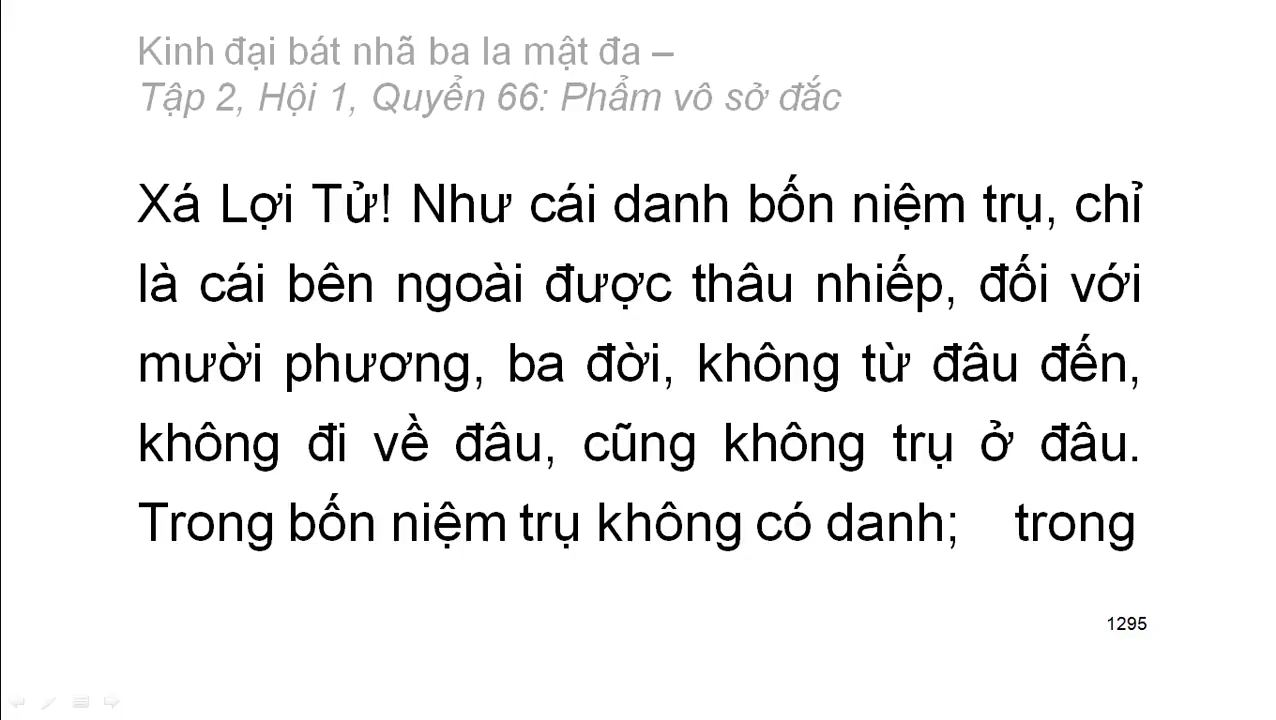 Kinh đại bát nhã ba la mật đa –
Tập 2, Hội 1, Quyển 66: Phẩm vô sở đắc
Xá Lợi Tử! Như cái danh bốn niệm trụ, chỉ
là cái bên ngoài được thâu nhiếp, đối với
mười phương, ba đời, không từ đâu đến,
không đi về đâu, cũng không trụ ở đâu.
Trong bốn niệm trụ không có danh; trong
1295